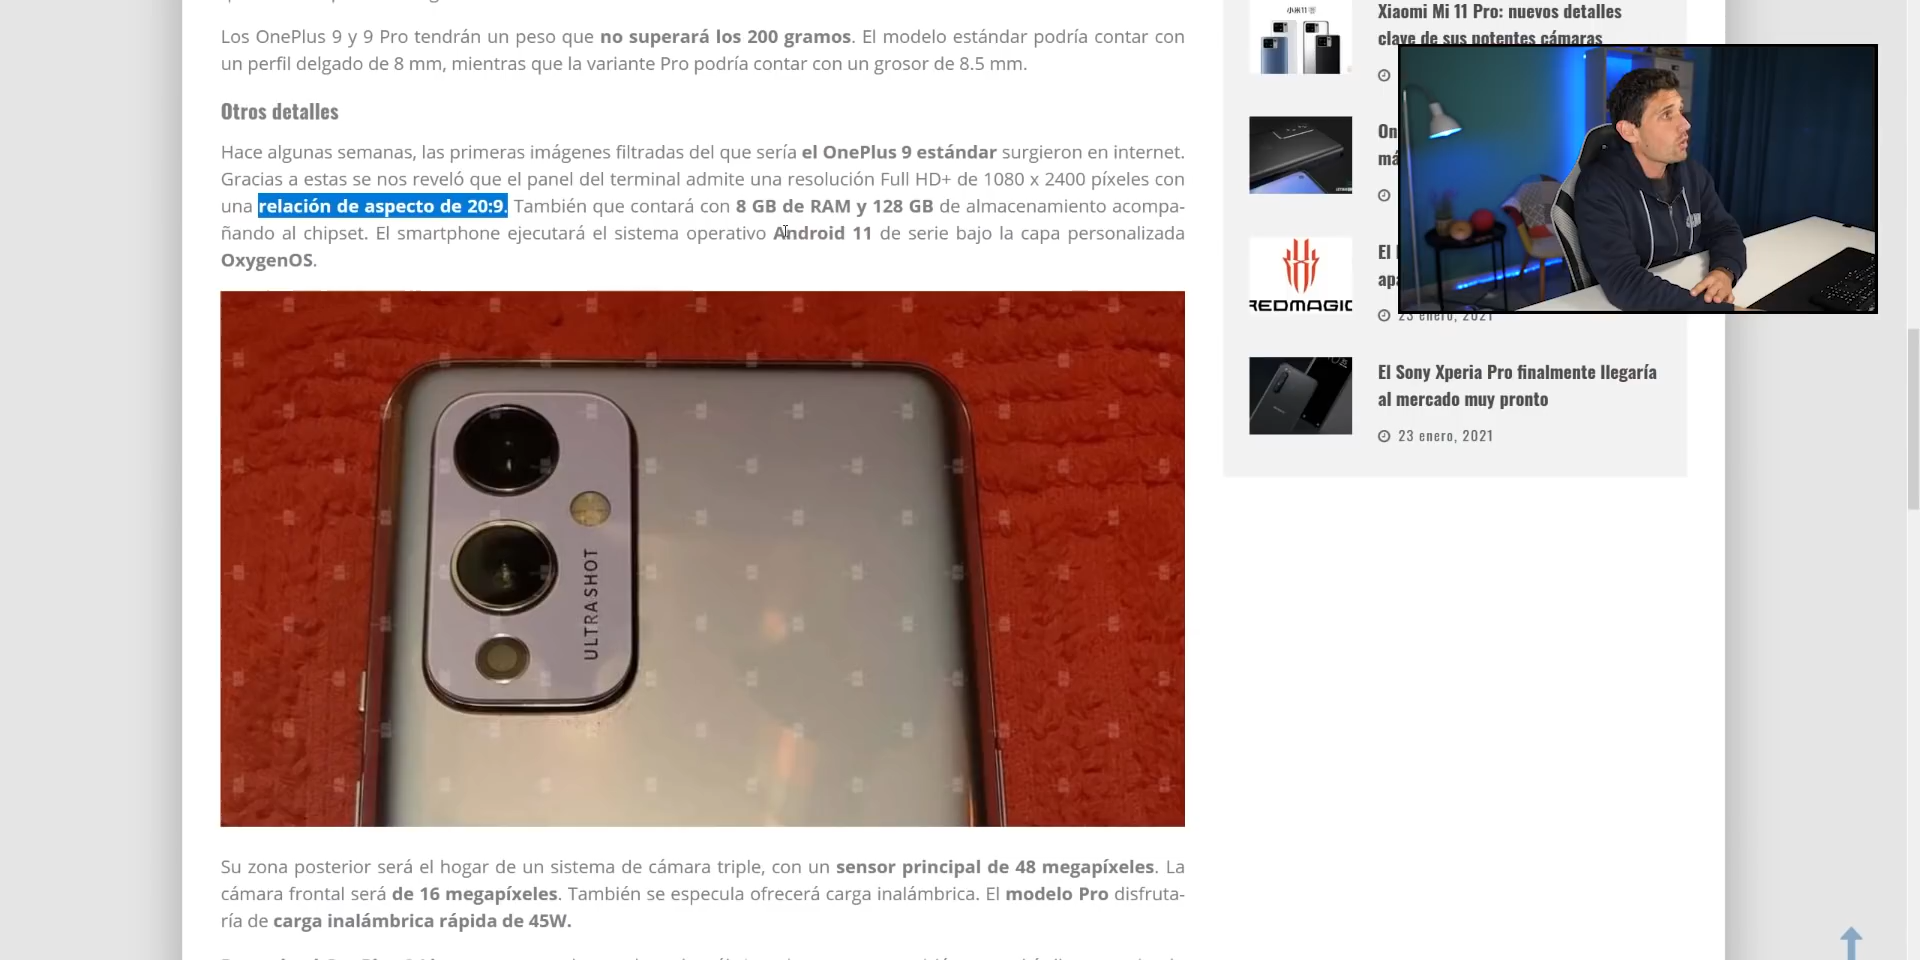 Los OnePlus 9 y 9 Pro tendrán un peso que no superará los 200 gramos. El modelo estándar podría contar con
un perfil delgado de 8 mm, mientras que la variante Pro podría contar con un grosor de 8.5 mm.
Otros detalles
Hace algunas semanas, las primeras imágenes filtradas del que sería el OnePlus 9 estándar surgieron en internet.
Gracias a estas se nos reveló que el panel del terminal admite una resolución Full HD+ de 1080 x 2400 píxeles con
una relación de aspecto de 20:9. También que contará con 8 GB de RAM y 128 GB de almacenamiento acompa-
ñando al chipset. El smartphone ejecutará el sistema operativo Android 11 de serie bajo la capa personalizada
OxygenOS.
ULTRASHOT
Su zona posterior será el hogar de un sistema de cámara triple, con un sensor principal de 48 megapíxeles. La
cámara frontal será de 16 megapíxeles. También se especula ofrecerá carga inalámbrica. El modelo Pro disfruta-
ría de carga inalámbrica rápida de 45W.
Xiaomi Mi 11 Pro: nuevos detalles
clave de sus potentes cámaras
On
má
El
apa
REDMAGIC
23 enero, 2021
El Sony Xperia Pro finalmente llegaría
al mercado muy pronto
23 enero, 2021